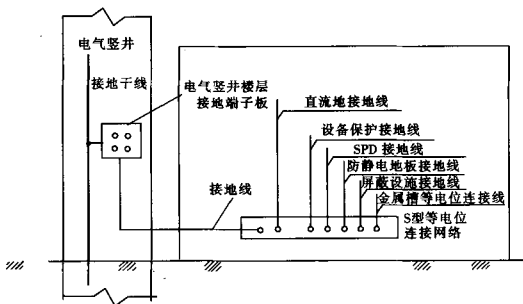 电气竖井
接地干线
电气竖井楼层
接地端子板
直流地接地线
设备保护接地线
SPD 接地线
防静电地板接地线
屏蔽设施接地线
金属槽等电位连接线
接地线
S型等电位
连接网络